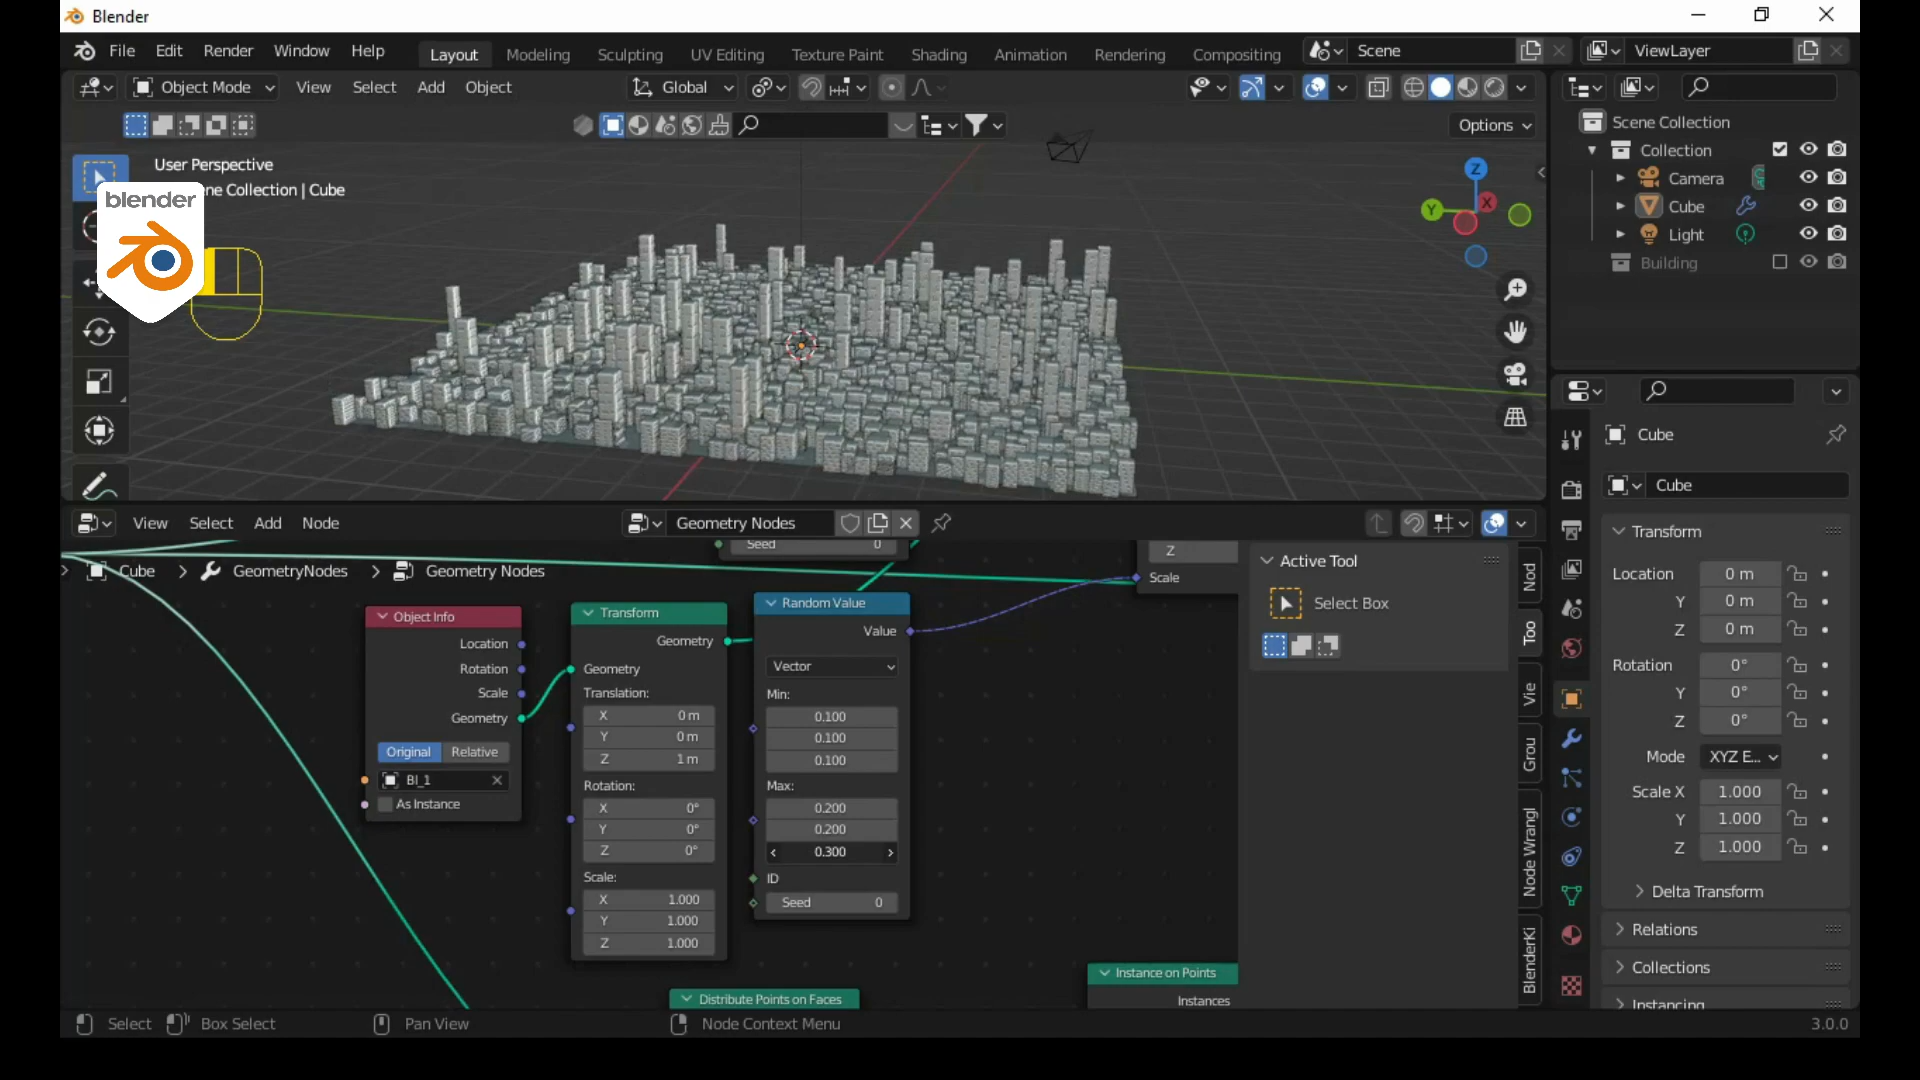 Blender
File Edit Render Window Help Layout Modeling Sculpting UV Editing Texture Paint Shading Animation Rendering Compositing Scene ViewLayer
Object Mode View Select Add Object Global
Options
User Perspective
ne Collection | Cube
blender
Scene Collection
Collection
Camera
Cube
Light
Building
Z
Y
X
Cube
Cube
Transform
Location 0 m
Y 0 m
Z 0 m
Rotation 0°
Y 0°
Z 0°
Mode XYZ E...
Scale X 1.000
Y 1.000
Z 1.000
Delta Transform
Relations
Collections
Instancing
View Select Add Node Geometry Nodes
Seed 0
Cube > GeometryNodes > Geometry Nodes
Z
Scale
Object Info
Location
Rotation
Scale
Geometry
Original Relative
BI_1
As Instance
Transform
Geometry
Geometry
Translation:
X 0 m
Y 0 m
Z 1 m
Rotation:
X 0°
Y 0°
Z 0°
Scale:
X 1.000
Y 1.000
Z 1.000
Random Value
Value
Vector
Min:
0.100
0.100
0.100
Max:
0.200
0.200
0.300
ID
Seed 0
Distribute Points on Faces
Instance on Points
Instances
Active Tool
Select Box
Nod
Too
Vie
Grou
Node Wrangl
BlenderKi
Select Box Select Pan View Node Context Menu 3.0.0